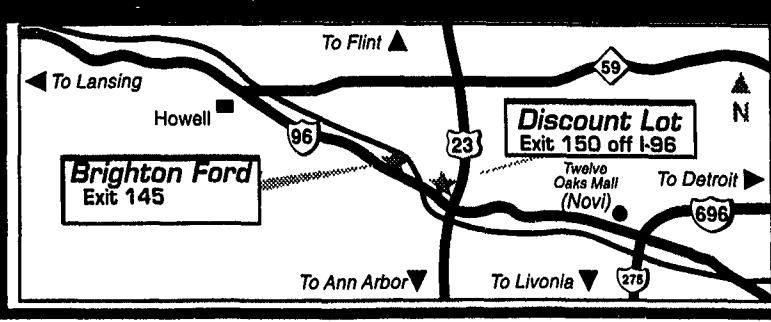 To Flint
To Lansing
59
N
Howell
96
23
Discount Lot
Exit 150 off I-96
Brighton Ford
Exit 145
Twelve
Oaks Mall
(Novi)
To Detroit
696
To Ann Arbor
To Livonia
275